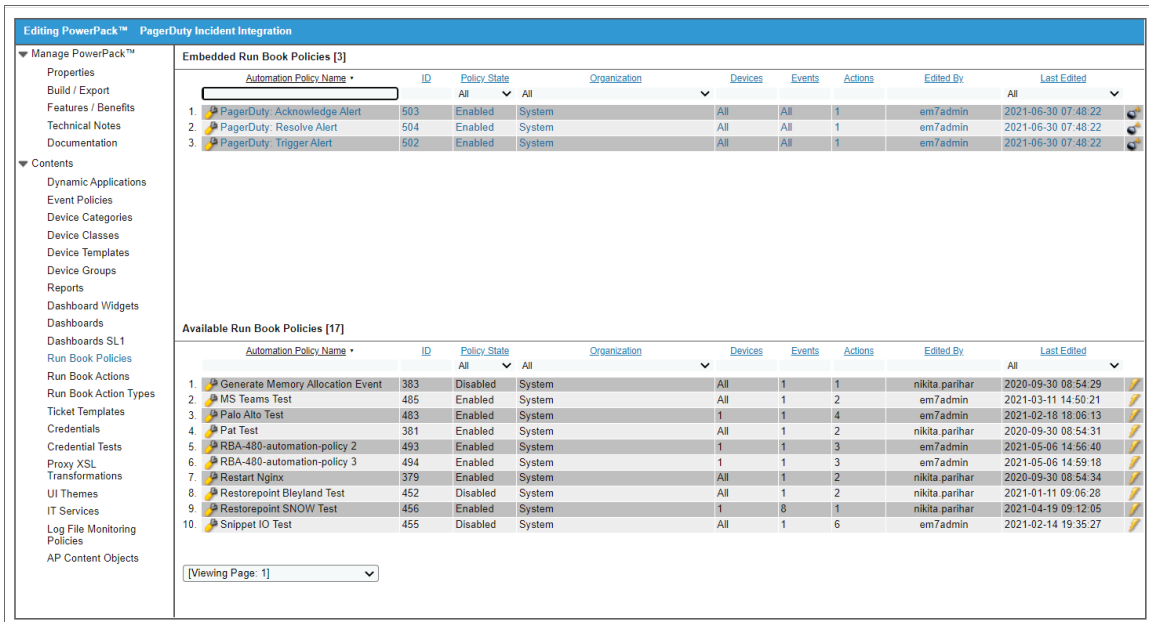 Editing PowerPack™ PagerDuty Incident Integration
Manage PowerPack™
Properties
Build / Export
Features / Benefits
Technical Notes
Documentation
Contents
Dynamic Applications
Event Policies
Device Categories
Device Classes
Device Templates
Device Groups
Reports
Dashboard Widgets
Dashboards
Dashboards SL1
Run Book Policies
Run Book Actions
Run Book Action Types
Ticket Templates
Credentials
Credential Tests
Proxy XSL
Transformations
UI Themes
IT Services
Log File Monitoring
Policies
AP Content Objects
Embedded Run Book Policies [3]
Automation Policy Name • ID Policy State Organization Devices Events Actions Edited By Last Edited
All All All
1. PagerDuty: Acknowledge Alert 503 Enabled System All All 1 em7admin 2021-06-30 07:48:22
2. PagerDuty: Resolve Alert 504 Enabled System All All 1 em7admin 2021-06-30 07:48:22
3. PagerDuty: Trigger Alert 502 Enabled System All All 1 em7admin 2021-06-30 07:48:22
Available Run Book Policies [17]
Automation Policy Name • ID Policy State Organization Devices Events Actions Edited By Last Edited
All All All
1. Generate Memory Allocation Event 383 Disabled System All 1 1 nikita.parihar 2020-09-30 08:54:29
2. MS Teams Test 485 Enabled System All 1 2 em7admin 2021-03-11 14:50:21
3. Palo Alto Test 483 Enabled System 1 1 4 em7admin 2021-02-18 18:06:13
4. Pat Test 381 Enabled System All 1 2 nikita.parihar 2020-09-30 08:54:31
5. RBA-480-automation-policy 2 493 Enabled System 1 1 3 em7admin 2021-05-06 14:56:40
6. RBA-480-automation-policy 3 494 Enabled System 1 1 3 em7admin 2021-05-06 14:59:18
7. Restart Nginx 379 Enabled System All 1 2 nikita.parihar 2020-09-30 08:54:34
8. Restorepoint Bleyland Test 452 Disabled System All 1 2 nikita.parihar 2021-01-11 09:06:28
9. Restorepoint SNOW Test 456 Enabled System 1 8 1 nikita.parihar 2021-04-19 09:12:05
10. Snippet IO Test 455 Disabled System All 1 6 em7admin 2021-02-14 19:35:27
[Viewing Page: 1]